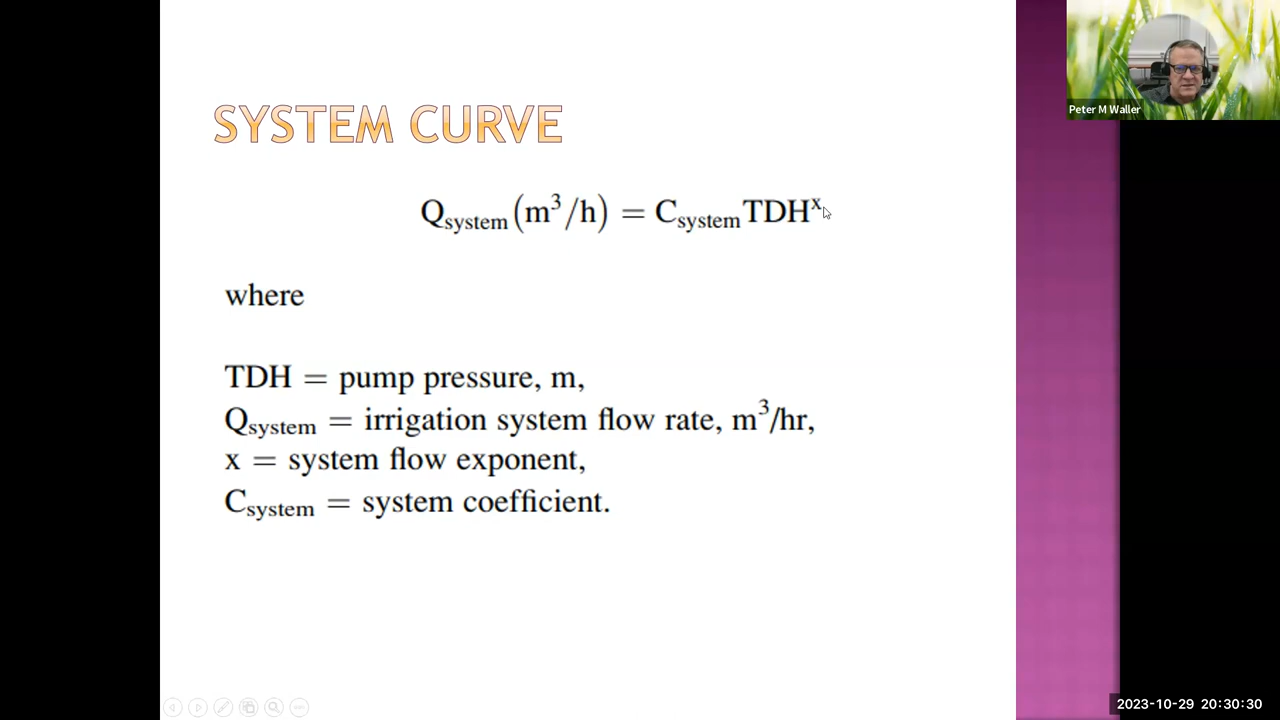 Peter M Waller
SYSTEM CURVE
Q_system (m³/h) = C_system TDH^x
where
TDH = pump pressure, m,
Q_system = irrigation system flow rate, m³/hr,
x = system flow exponent,
C_system = system coefficient.
2023-10-29 20:30:30